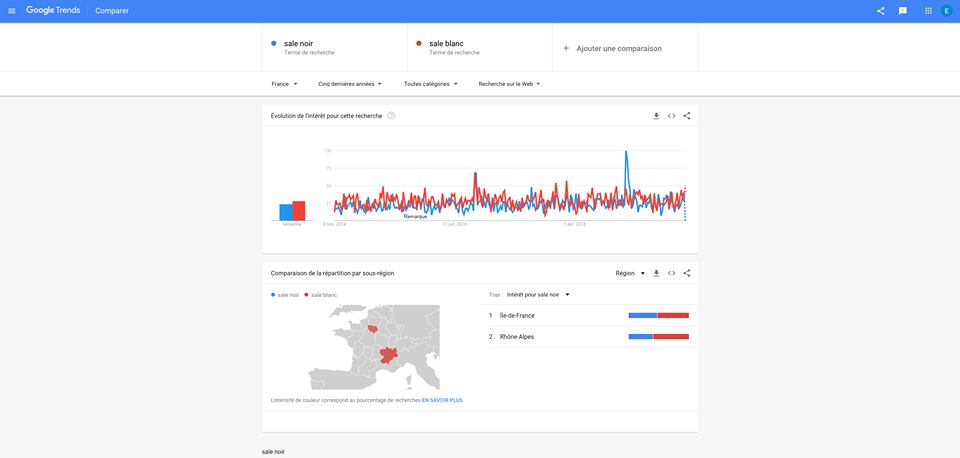 Google Trends Comparer E
sale noir sale blanc + Ajouter une comparaison
Terme de recherche Terme de recherche
France Cinq dernières années Toutes catégories Recherche sur le Web
Évolution de l'intérêt pour cette recherche ?
100
75
50
25
Remarque
Moyenne 2 nov. 2014 17 juil. 2016 1 avr. 2018
Comparaison de la répartition par sous-région Région
sale noir sale blanc Trier : Intérêt pour sale noir
1 Île-de-France
2 Rhône-Alpes
L'intensité de couleur correspond au pourcentage de recherches EN SAVOIR PLUS
sale noir